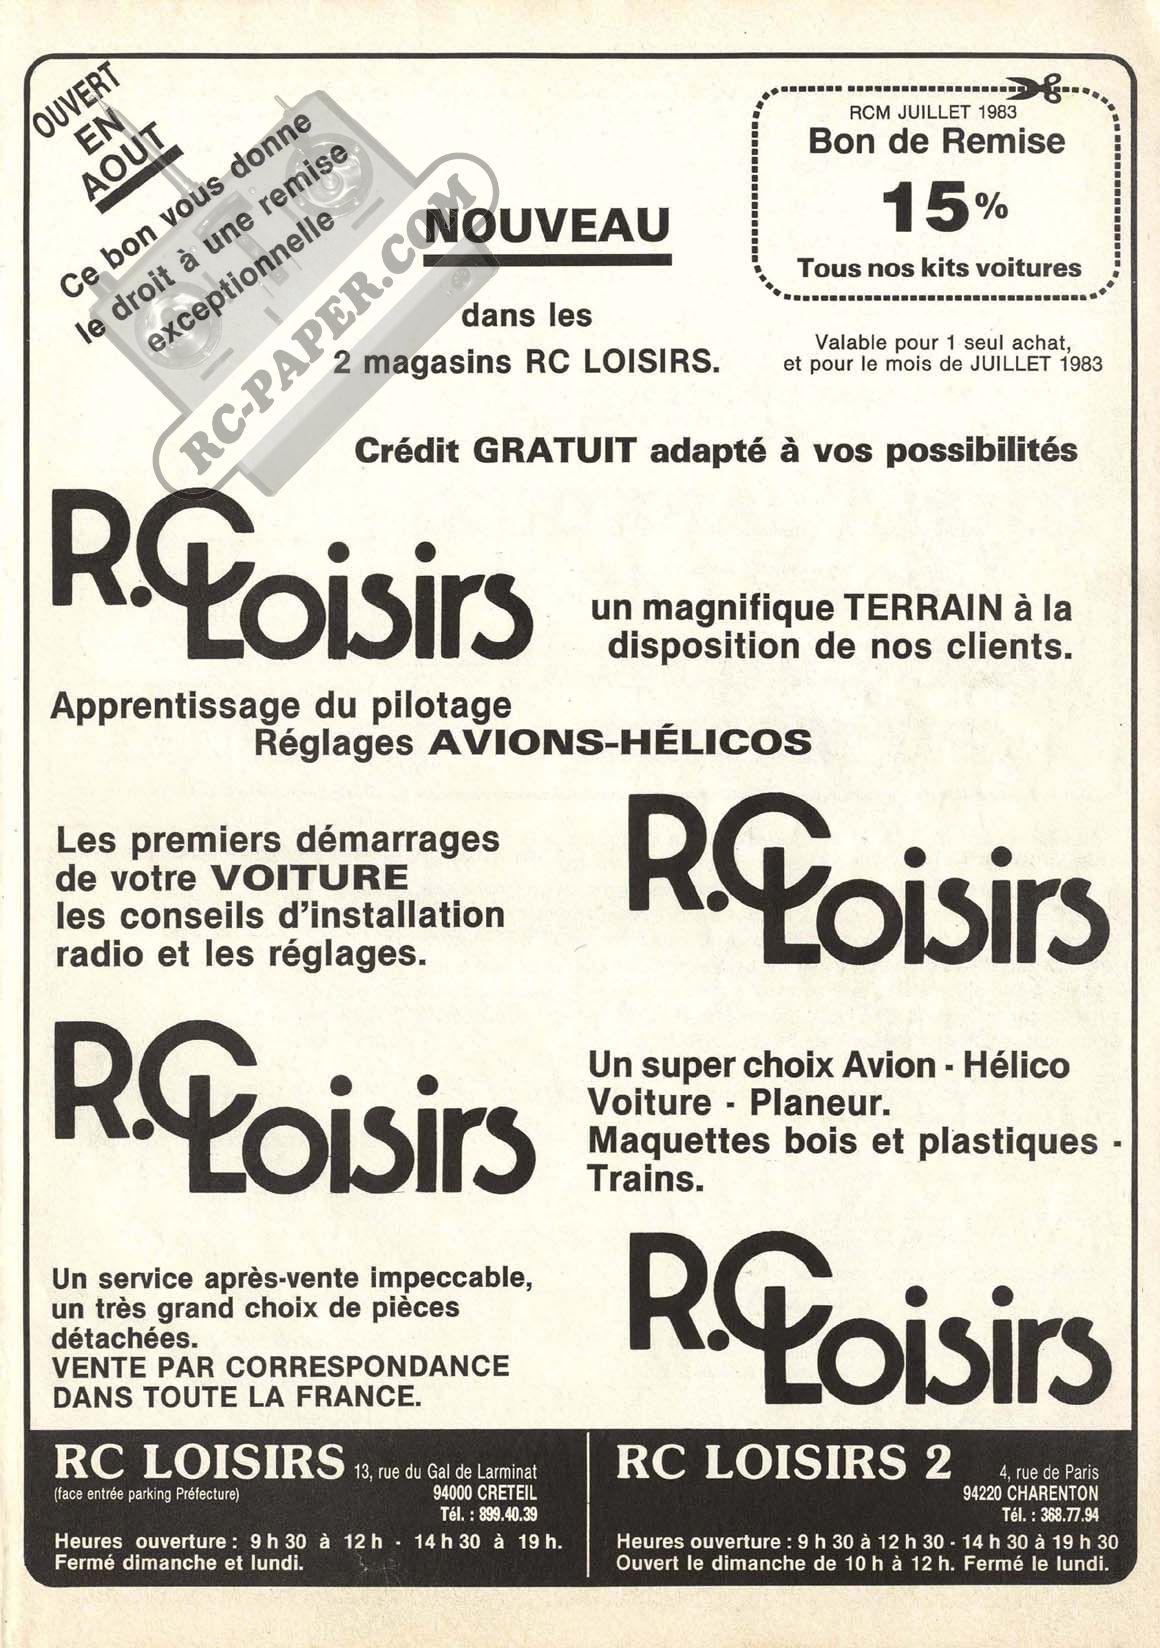 OUVERT
EN
AOUT
Ce bon vous donne
le droit à une remise
exceptionnelle
RC-PAPER.COM
RCM JUILLET 1983
Bon de Remise
15%
Tous nos kits voitures
Valable pour 1 seul achat,
et pour le mois de JUILLET 1983
NOUVEAU
dans les
2 magasins RC LOISIRS.
Crédit GRATUIT adapté à vos possibilités
R.C Loisirs
un magnifique TERRAIN à la
disposition de nos clients.
Apprentissage du pilotage
Réglages AVIONS-HÉLICOS
Les premiers démarrages
de votre VOITURE
les conseils d'installation
radio et les réglages.
R.C Loisirs
R.C Loisirs
Un super choix Avion - Hélico
Voiture - Planeur.
Maquettes bois et plastiques -
Trains.
Un service après-vente impeccable,
un très grand choix de pièces
détachées.
VENTE PAR CORRESPONDANCE
DANS TOUTE LA FRANCE.
R.C Loisirs
RC LOISIRS 13, rue du Gal de Larminat
(face entrée parking Préfecture) 94000 CRETEIL
Tél. : 899.40.39
Heures ouverture : 9 h 30 à 12 h - 14 h 30 à 19 h.
Fermé dimanche et lundi.
RC LOISIRS 2 4, rue de Paris
94220 CHARENTON
Tél. : 368.77.94
Heures ouverture : 9 h 30 à 12 h 30 - 14 h 30 à 19 h 30
Ouvert le dimanche de 10 h à 12 h. Fermé le lundi.